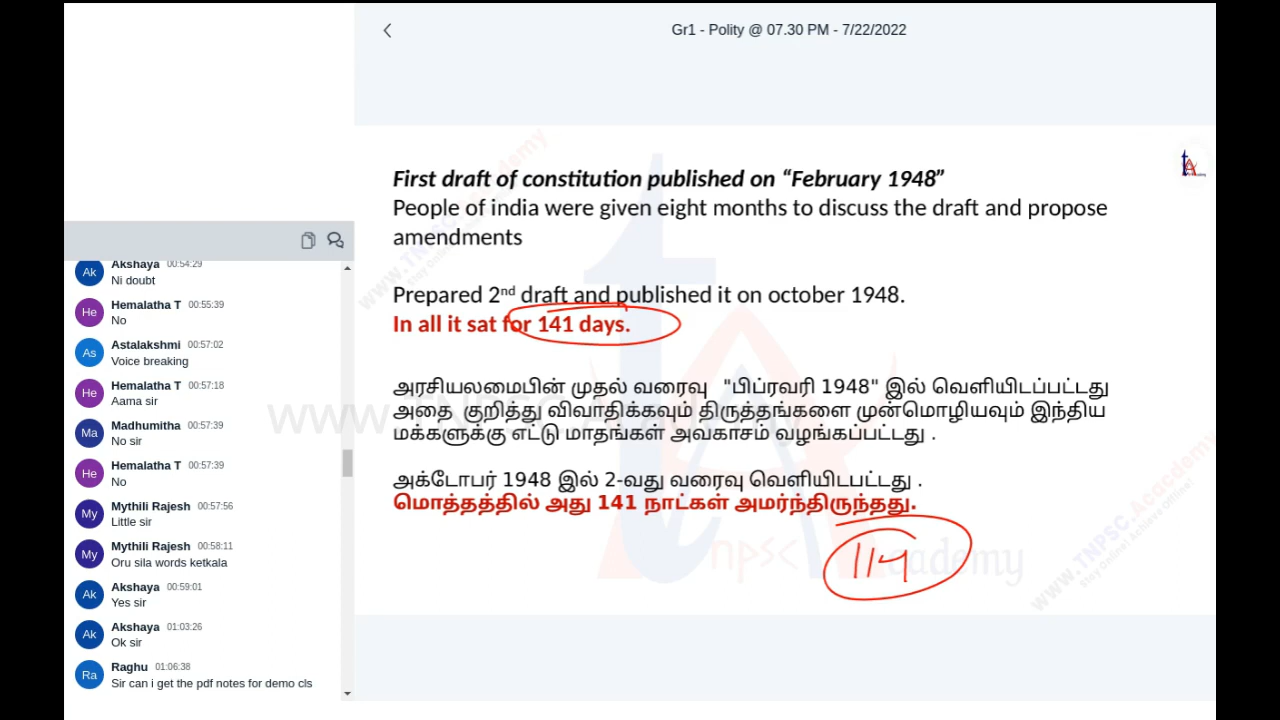 Gr1 - Polity @ 07.30 PM - 7/22/2022
First draft of constitution published on “February 1948”
People of india were given eight months to discuss the draft and propose
amendments
Prepared 2nd draft and published it on october 1948.
In all it sat for 141 days.
அரசியலமைபின் முதல் வரைவு "பிப்ரவரி 1948" இல் வெளியிடப்பட்டது
அதை குறித்து விவாதிக்கவும் திருத்தங்களை முன்மொழியவும் இந்திய
மக்களுக்கு எட்டு மாதங்கள் அவகாசம் வழங்கப்பட்டது .
அக்டோபர் 1948 இல் 2-வது வரைவு வெளியிடபட்டது .
மொத்தத்தில் அது 141 நாட்கள் அமர்ந்திருந்தது.
114
tnpsc Academy
Ak
Akshaya 00:54:29
Ni doubt
He
Hemalatha T 00:55:39
No
As
Astalakshmi 00:57:02
Voice breaking
He
Hemalatha T 00:57:18
Aama sir
Ma
Madhumitha 00:57:39
No sir
He
Hemalatha T 00:57:39
No
My
Mythili Rajesh 00:57:56
Little sir
My
Mythili Rajesh 00:58:11
Oru sila words ketkala
Ak
Akshaya 00:59:01
Yes sir
Ak
Akshaya 01:03:26
Ok sir
Ra
Raghu 01:06:38
Sir can i get the pdf notes for demo cls